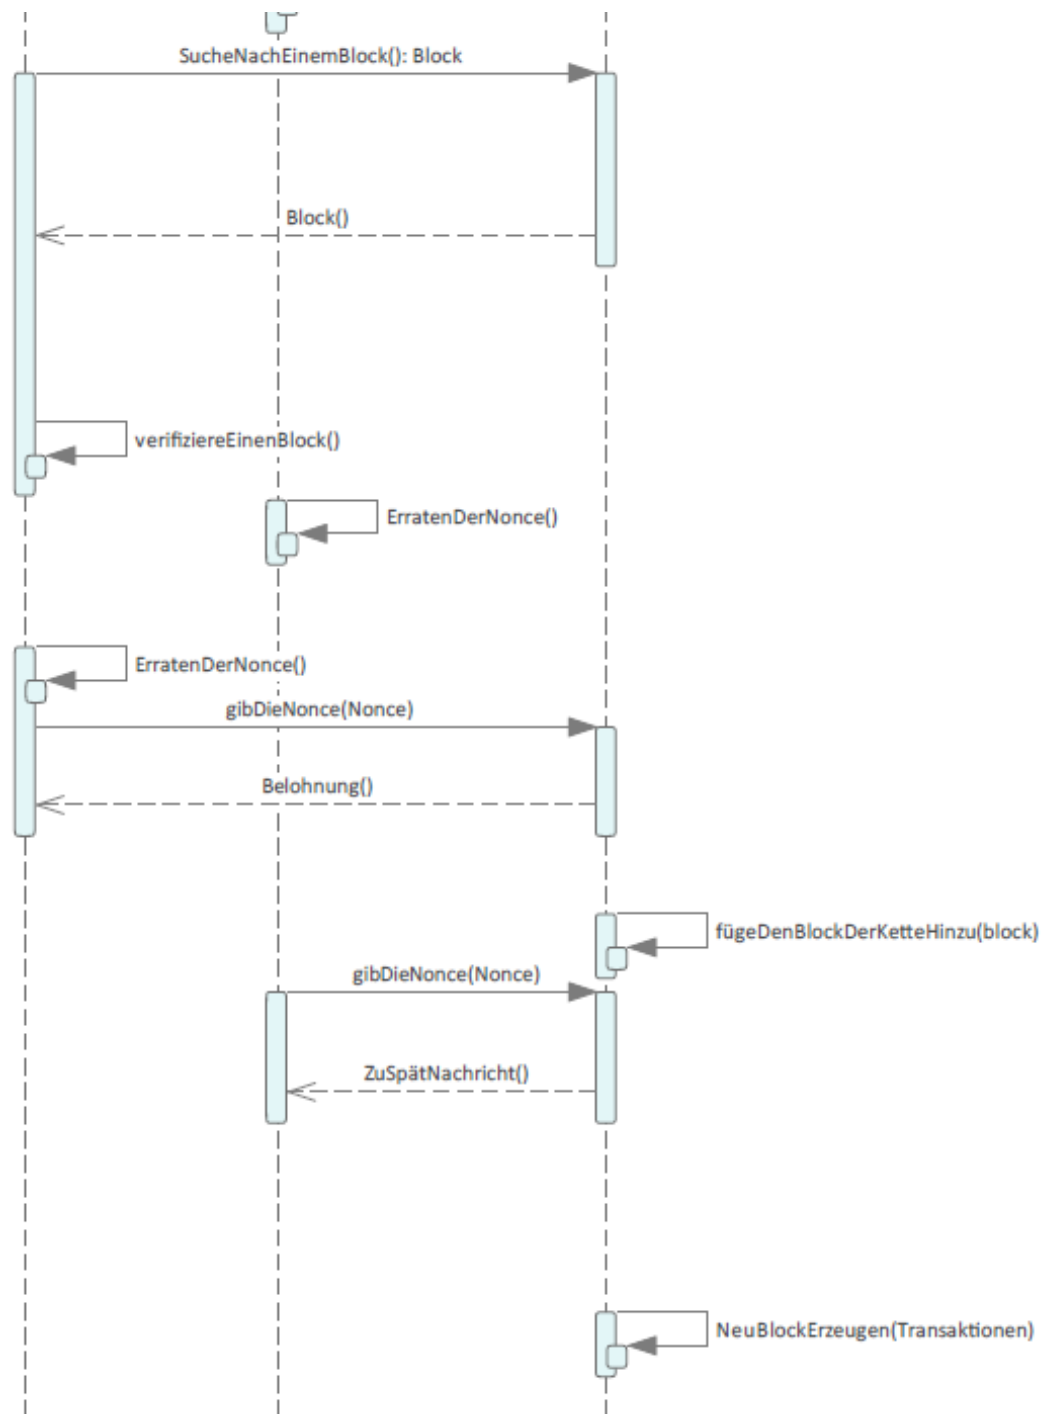 SucheNachEinemBlock(): Block
Block()
verifiziereEinenBlock()
ErratenDerNonce()
ErratenDerNonce()
gibDieNonce(Nonce)
Belohnung()
fügeDenBlockDerKetteHinzu(block)
gibDieNonce(Nonce)
ZuSpätNachricht()
NeuBlockErzeugen(Transaktionen)